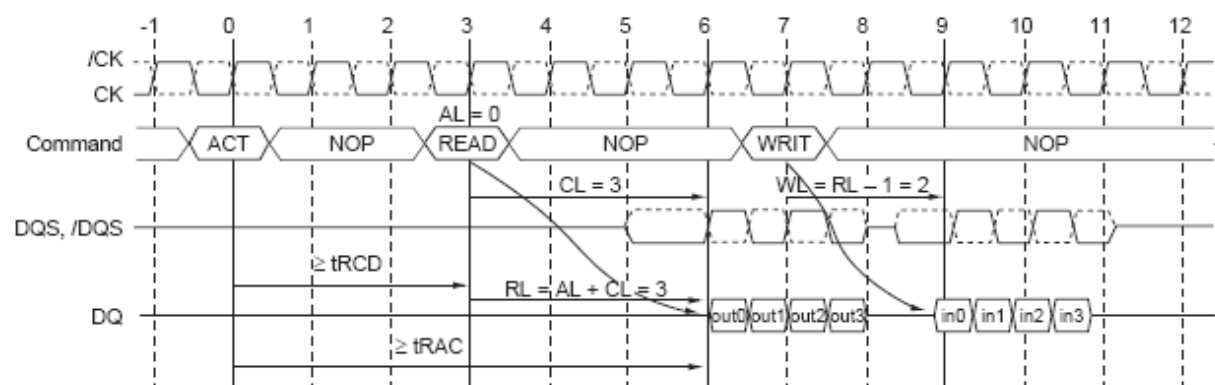 -1 0 1 2 3 4 5 6 7 8 9 10 11 12
/CK
CK
AL = 0
Command ACT NOP READ NOP WRIT NOP
CL = 3 WL = RL – 1 = 2
DQS, /DQS
≥ tRCD
RL = AL + CL = 3
DQ out0 out1 out2 out3 in0 in1 in2 in3
≥ tRAC